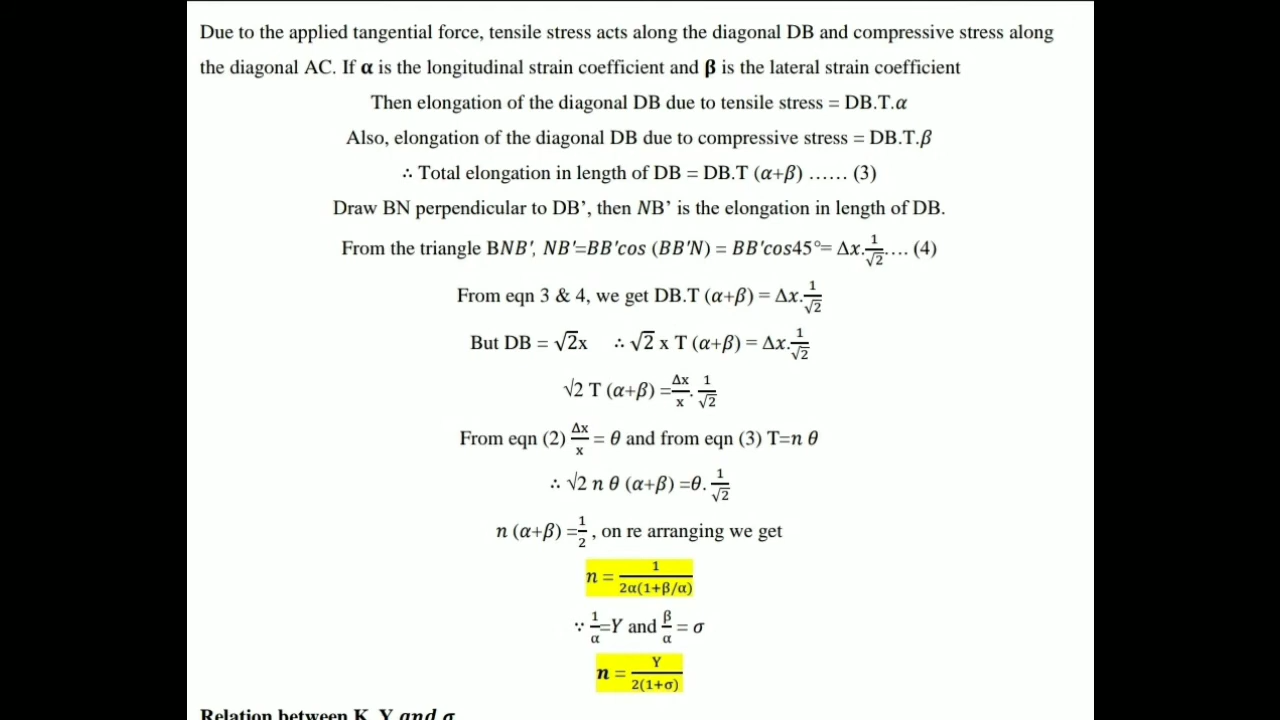 Due to the applied tangential force, tensile stress acts along the diagonal DB and compressive stress along
the diagonal AC. If α is the longitudinal strain coefficient and β is the lateral strain coefficient
Then elongation of the diagonal DB due to tensile stress = DB.T.α
Also, elongation of the diagonal DB due to compressive stress = DB.T.β
∴ Total elongation in length of DB = DB.T (α+β) …… (3)
Draw BN perpendicular to DB’, then NB’ is the elongation in length of DB.
From the triangle BNB′, NB′=BB′cos (BB′N) = BB′cos45°= Δx.1/√2…. (4)
From eqn 3 & 4, we get DB.T (α+β) = Δx.1/√2
But DB = √2x ∴ √2 x T (α+β) = Δx.1/√2
√2 T (α+β) =Δx/x. 1/√2
From eqn (2) Δx/x = θ and from eqn (3) T=n θ
∴ √2 n θ (α+β) =θ. 1/√2
n (α+β) =1/2 , on re arranging we get
n = 1/2α(1+β/α)
∵ 1/α=Y and β/α = σ
n = Y/2(1+σ)
Relation between K, Y and σ